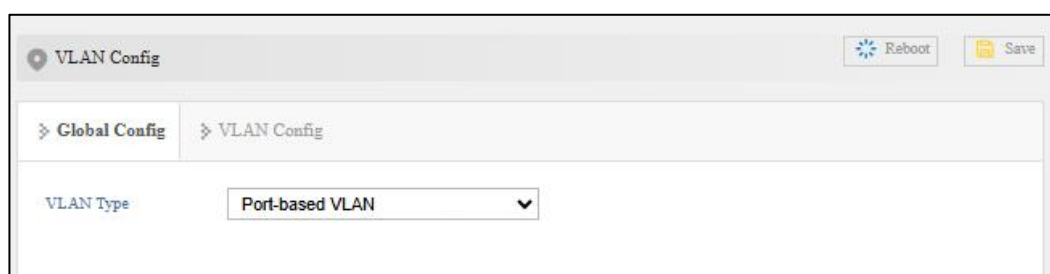 VLAN Config
Reboot
Save
Global Config
VLAN Config
VLAN Type
Port-based VLAN